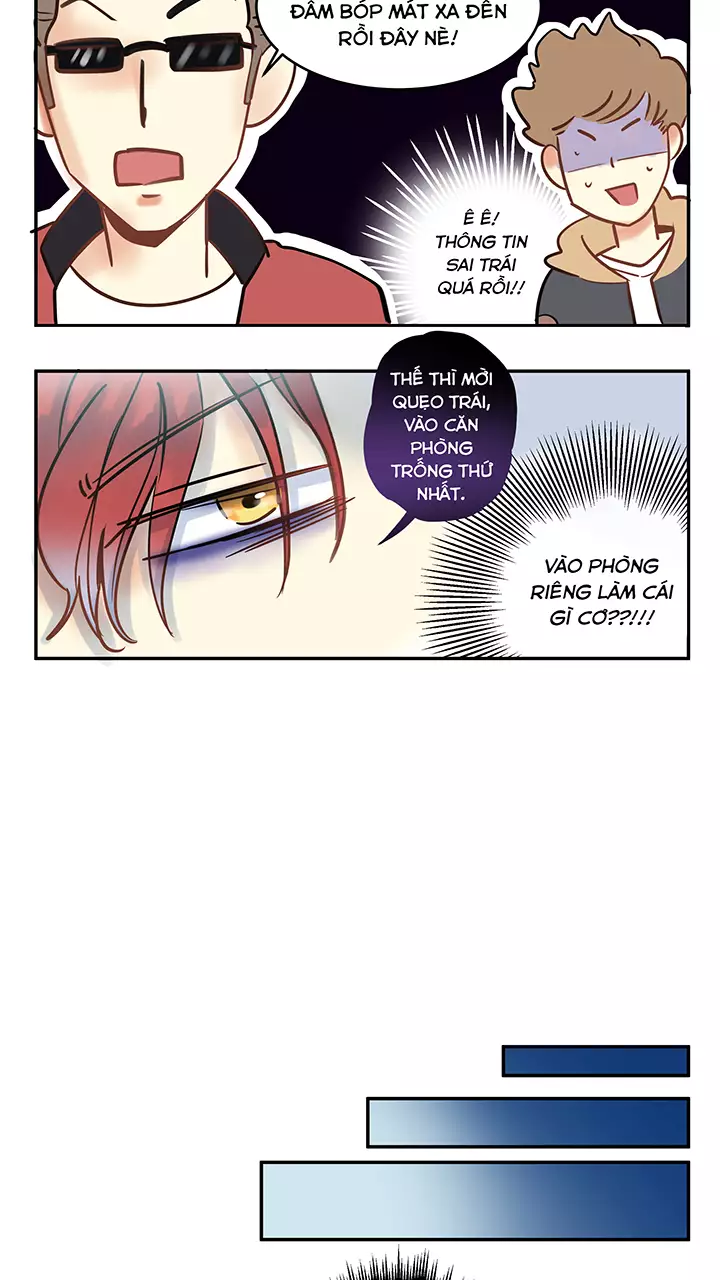 ĐẤM BÓP MÁT XA ĐẾN
RỒI ĐÂY NÈ!
Ê Ê!
THÔNG TIN
SAI TRÁI
QUÁ RỒI!!
THẾ THÌ MỜI
QUẸO TRÁI,
VÀO CĂN
PHÒNG
TRỐNG THỨ
NHẤT.
VÀO PHÒNG
RIÊNG LÀM CÁI
GÌ CƠ??!!!